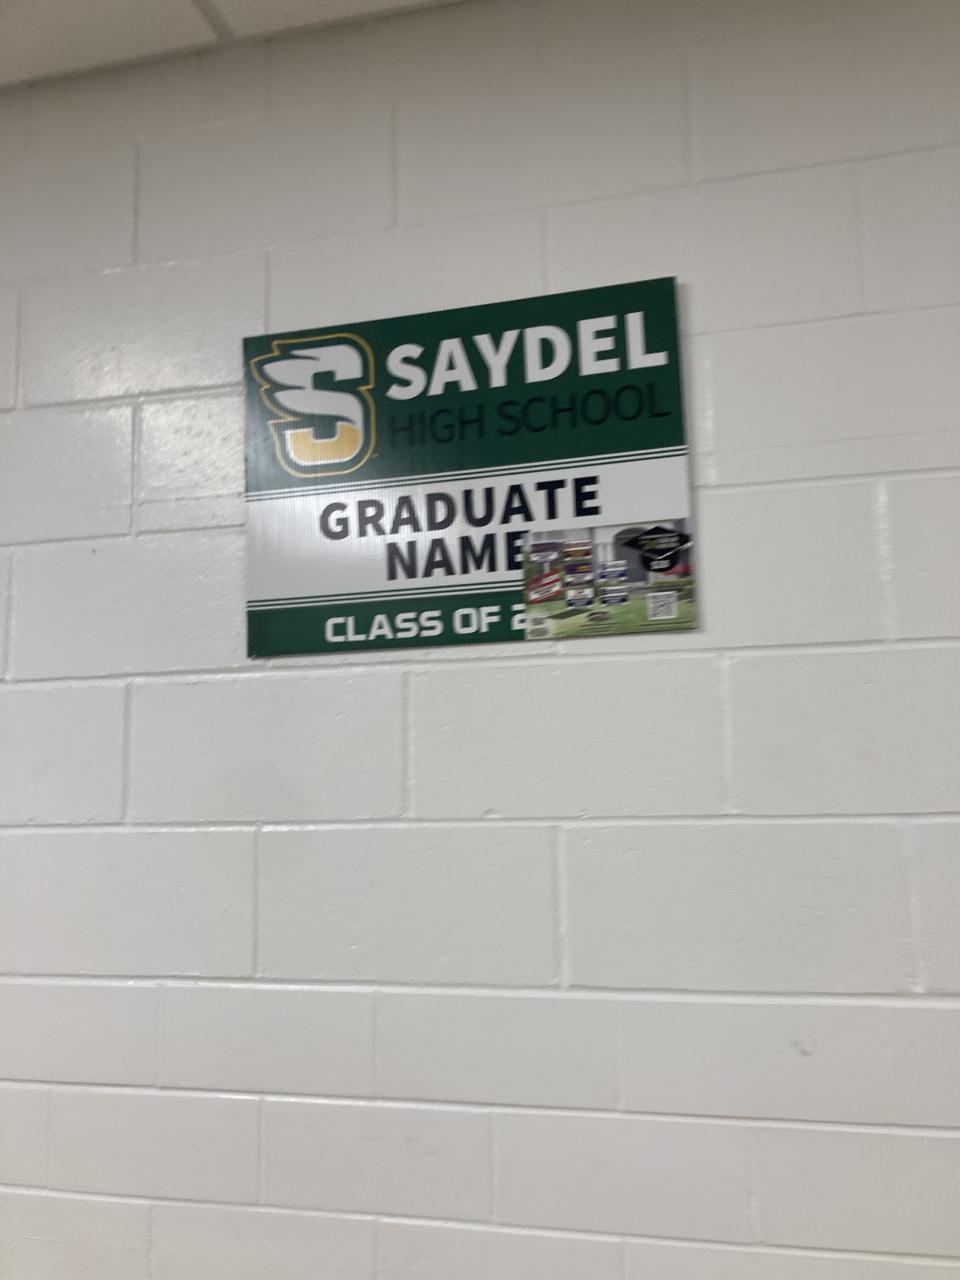 SAYDEL
HIGH SCHOOL
GRADUATE
NAME
CLASS OF 2